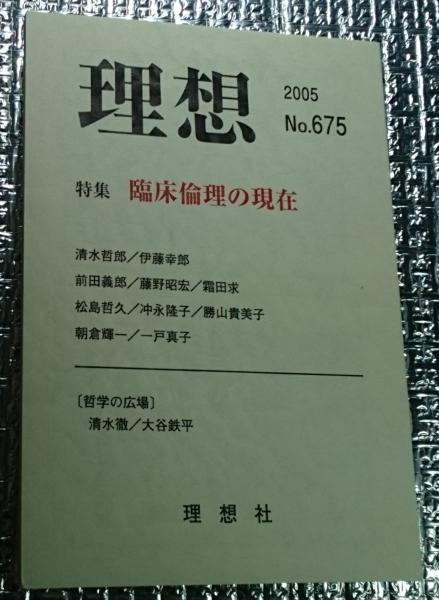 理想
2005
No.675
特集 臨床倫理の現在
清水哲郎／伊藤幸郎
前田義郎／藤野昭宏／霜田求
松島哲久／冲永隆子／勝山貴美子
朝倉輝一／一戸真子
〔哲学の広場〕
清水徹／大谷鉄平
理想社